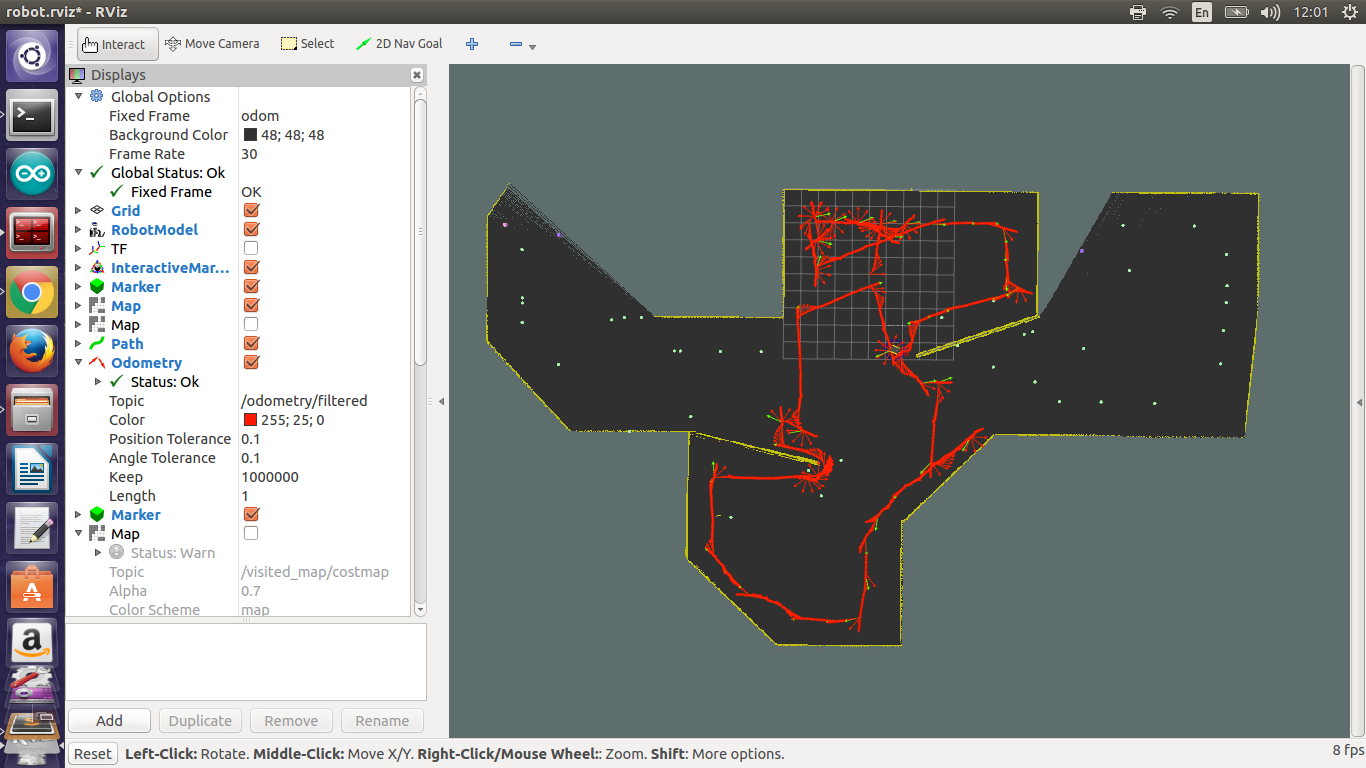 robot.rviz* - RViz
En
12:01
Interact
Move Camera
Select
2D Nav Goal
Displays
Global Options
Fixed Frame odom
Background Color 48; 48; 48
Frame Rate 30
Global Status: Ok
Fixed Frame OK
Grid
RobotModel
TF
InteractiveMar...
Marker
Map
Map
Path
Odometry
Status: Ok
Topic /odometry/filtered
Color 255; 25; 0
Position Tolerance 0.1
Angle Tolerance 0.1
Keep 1000000
Length 1
Marker
Map
Status: Warn
Topic /visited_map/costmap
Alpha 0.7
Color Scheme map
Add
Duplicate
Remove
Rename
Reset
Left-Click: Rotate. Middle-Click: Move X/Y. Right-Click/Mouse Wheel:: Zoom. Shift: More options.
8 fps